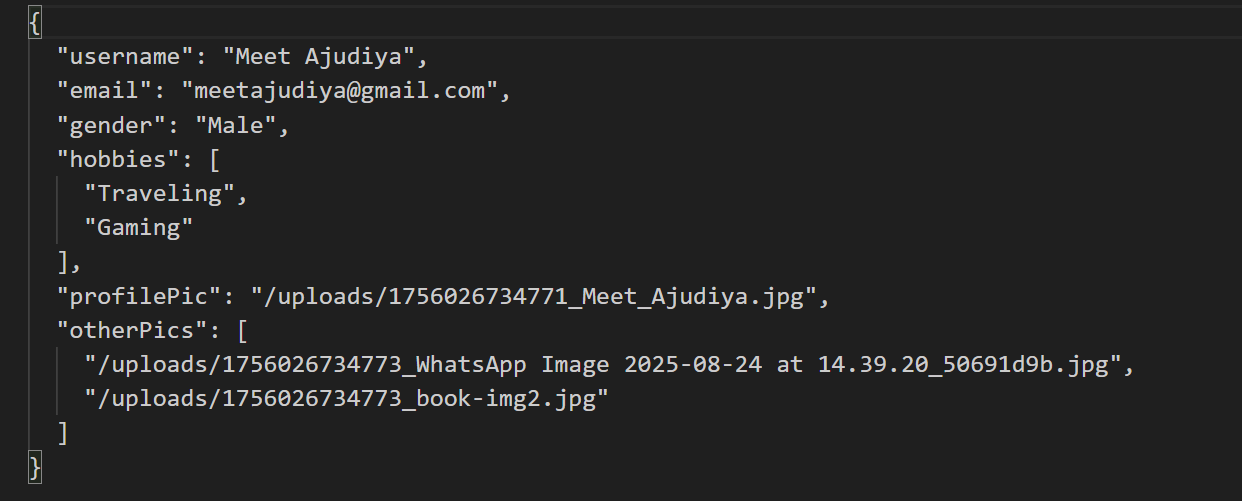 {
"username": "Meet Ajudiya",
"email": "meetajudiya@gmail.com",
"gender": "Male",
"hobbies": [
"Traveling",
"Gaming"
],
"profilePic": "/uploads/1756026734771_Meet_Ajudiya.jpg",
"otherPics": [
"/uploads/1756026734773_WhatsApp Image 2025-08-24 at 14.39.20_50691d9b.jpg",
"/uploads/1756026734773_book-img2.jpg"
]
}